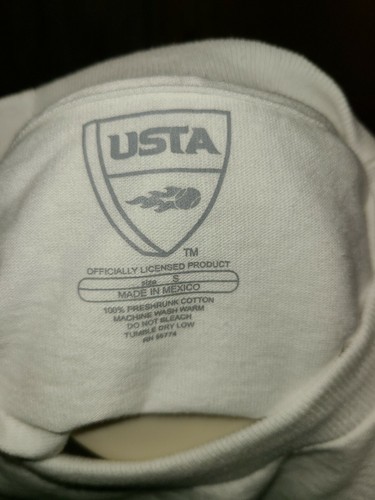 USTA
TM
OFFICIALLY LICENSED PRODUCT
size S
MADE IN MEXICO
100% PRESHRUNK COTTON
MACHINE WASH WARM
DO NOT BLEACH
TUMBLE DRY LOW